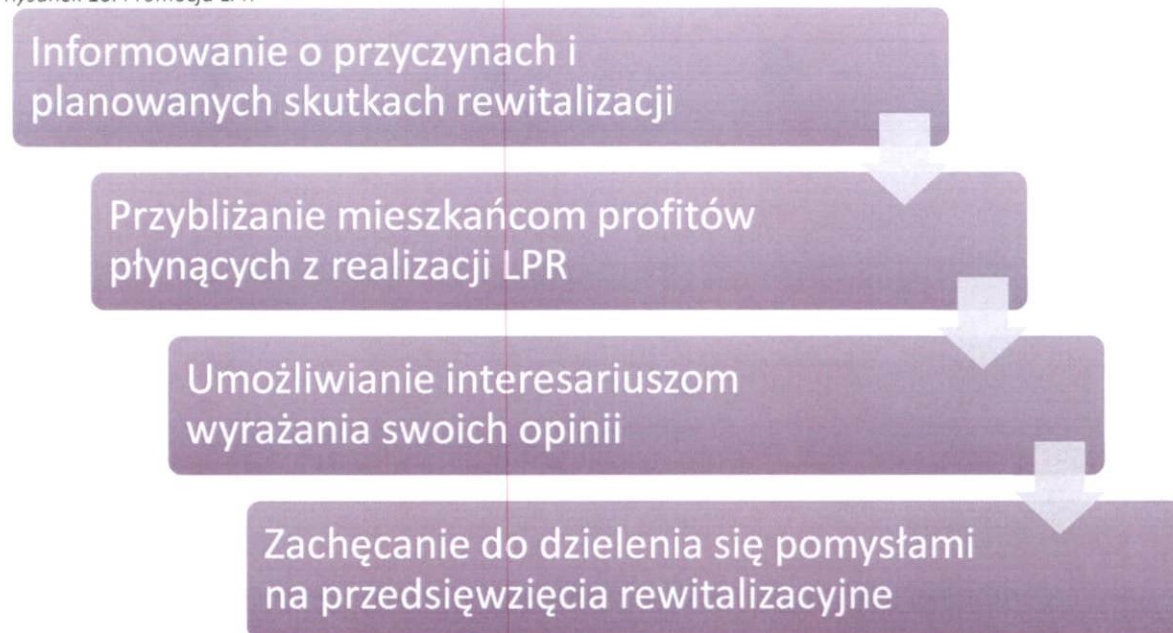 Informowanie o przyczynach i
planowanych skutkach rewitalizacji
Przybliżanie mieszkańcom profitów
płynących z realizacji LPR
Umożliwianie interesariuszom
wyrażania swoich opinii
Zachęcanie do dzielenia się pomysłami
na przedsięwzięcia rewitalizacyjne